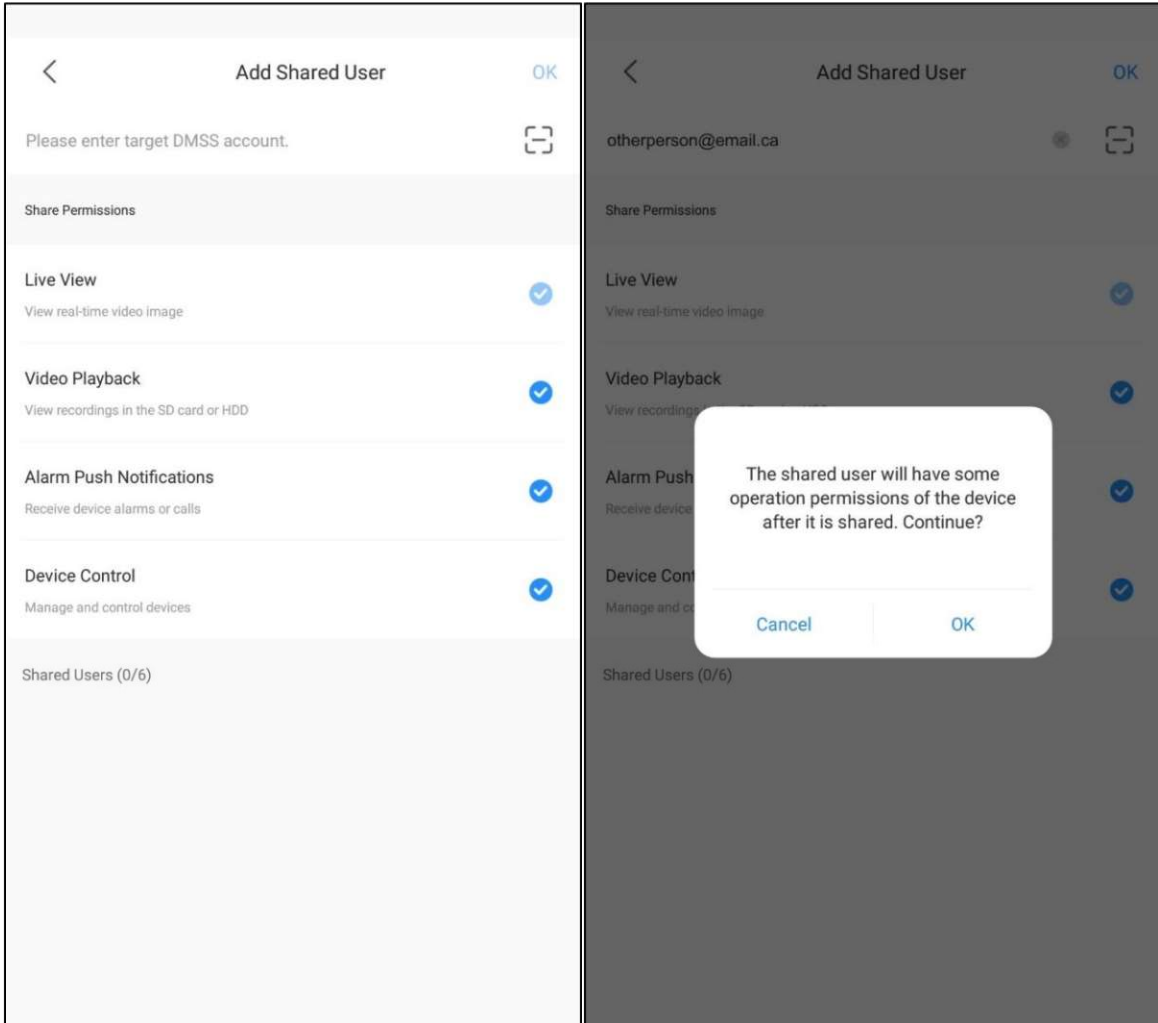 Add Shared User
OK
Please enter target DMSS account.
Share Permissions
Live View
View real-time video image
Video Playback
View recordings in the SD card or HDD
Alarm Push Notifications
Receive device alarms or calls
Device Control
Manage and control devices
Shared Users (0/6)
Add Shared User
OK
otherperson@email.ca
Share Permissions
Live View
View real-time video image
Video Playback
View recordings
Alarm Push
Receive device
Device Cont
Manage and co
The shared user will have some
operation permissions of the device
after it is shared. Continue?
Cancel
OK
Shared Users (0/6)